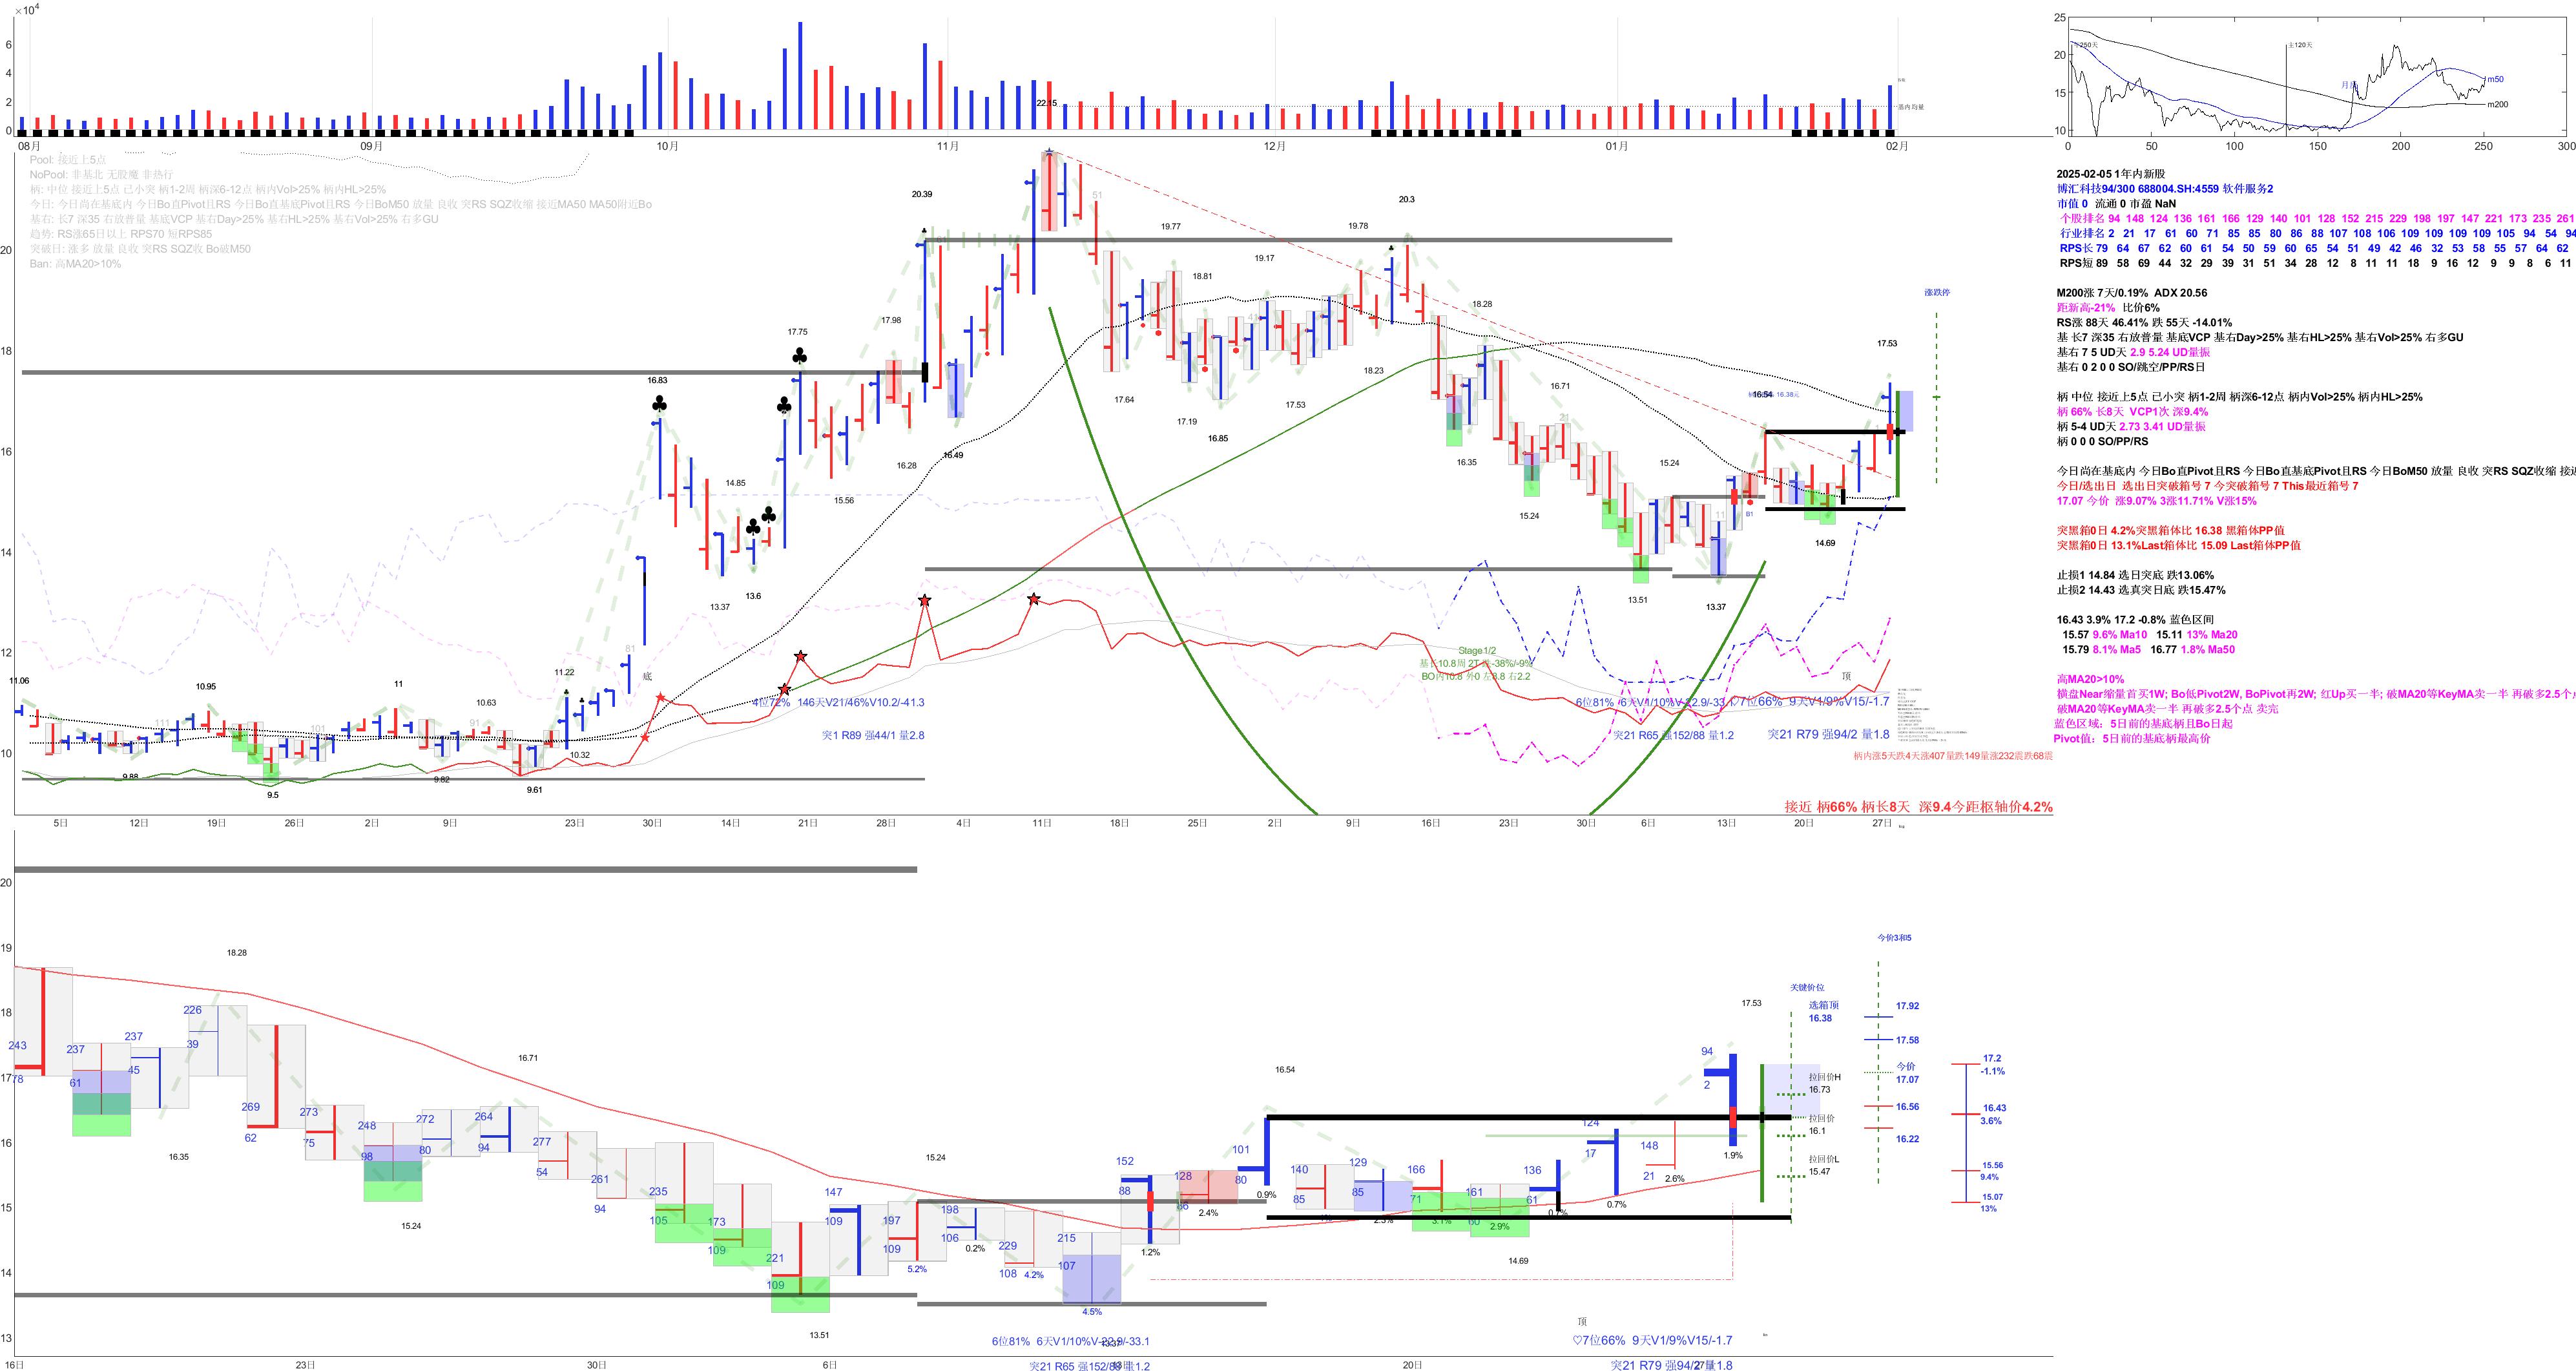 ×10⁴
6
4
2
0
22.15
基内均量
08月
09月
10月
11月
12月
01月
02月
25
20
15
10
主120天
月
m50
m200
0
50
100
150
200
250
300
Pool: 接近上5点
NoPool: 非基北 无股魔 非热行
柄: 中位 接近上5点 己小突 柄1-2周 柄深6-12点 柄内Vol>25% 柄内HL>25%
今日: 今日尚在基底内 今日Bo直Pivot且RS 今日Bo直基底Pivot且RS 今日BoM50 放量 良收 突RS SQZ收缩 接近MA50 MA50附近Bo
基右: 长7 深35 右放普量 基底VCP 基右Day>25% 基右HL>25% 基右Vol>25% 右多GU
趋势: RS涨65日以上 RPS70 短RPS85
突破日: 涨多 放量 良收 突RS SQZ收 Bo破M50
Ban: 高MA20>10%
2025-02-05 1年内新股
博汇科技94/300 688004.SH:4559 软件服务2
市值 0 流通 0 市盈 NaN
个股排名 94 148 124 136 161 166 129 140 101 128 152 215 229 198 197 147 221 173 235 261
行业排名 2 21 17 61 60 71 85 85 80 86 88 107 108 106 109 109 109 109 105 94 54 94
RPS长 79 64 67 62 60 61 54 50 59 60 65 54 51 49 42 46 32 53 58 55 57 64 62
RPS短 89 58 69 44 32 29 39 31 51 34 28 12 8 11 11 18 9 16 12 9 9 8 6 11
M200涨 7天/0.19% ADX 20.56
距新高-21% 比价6%
RS涨 88天 46.41% 跌 55天 -14.01%
基 长7 深35 右放普量 基底VCP 基右Day>25% 基右HL>25% 基右Vol>25% 右多GU
基右 7 5 UD天 2.9 5.24 UD量振
基右 0 2 0 0 SO/跳空/PP/RS日
柄 中位 接近上5点 己小突 柄1-2周 柄深6-12点 柄内Vol>25% 柄内HL>25%
柄 66% 长8天 VCP1次 深9.4%
柄 5-4 UD天 2.73 3.41 UD量振
柄 0 0 0 SO/PP/RS
今日尚在基底内 今日Bo直Pivot且RS 今日Bo直基底Pivot且RS 今日BoM50 放量 良收 突RS SQZ收缩
今日/选出日 选出日突破箱号 7 今突破箱号 7 This最近箱号 7
17.07 今价 涨9.07% 3涨11.71% V涨15%
突黑箱0日 4.2%突黑箱体比 16.38 黑箱体PP值
突黑箱0日 13.1%Last箱体比 15.09 Last箱体PP值
止损1 14.84 选日突底 跌13.06%
止损2 14.43 选真突日底 跌15.47%
16.43 3.9% 17.2 -0.8% 蓝色区间
15.57 9.6% Ma10 15.11 13% Ma20
15.79 8.1% Ma5 16.77 1.8% Ma50
高MA20>10%
横盘Near缩量首买1W; Bo低Pivot2W, BoPivot再2W; 红Up买一半; 破MA20等KeyMA卖一半 再破多2.5个
破MA20等KeyMA卖一半 再破多2.5个点 卖完
蓝色区域: 5日前的基底柄且Bo日起
Pivot值: 5日前的基底柄最高价
20
18
16
14
12
10
20.39
20.3
19.77
19.78
19.17
18.81
18.28
17.98
17.75
17.64
17.53
17.19
18.23
16.85
16.83
16.71
16.49
16.28
16.35
15.56
15.24
15.24
14.85
14.69
13.6
13.37
13.51
13.37
17.53
涨跌停
11.06
10.95
11
10.63
11.22
10.32
9.88
9.82
9.5
9.61
111
101
91
81
51
底
顶
Stage1/2
4位72% 146天V21/46%V10.2/-41.3
突1 R89 强44/1 量2.8
突21 R65 强152/88 量1.2
♡7位66% 9天V1/9%V15/-1.7
突21 R79 强94/2 量1.8
柄内涨5天跌4天涨407量跌149量涨232震跌68震
接近 柄66% 柄长8天 深9.4今距枢轴价4.2%
5日
12日
19日
26日
2日
9日
23日
30日
14日
21日
28日
4日
11日
18日
25日
2日
9日
16日
23日
30日
6日
13日
20日
27日
20
19
18
17
16
15
14
13
18.28
16.35
15.24
16.71
13.51
15.24
16.54
14.69
17.53
243
78
237
61
237
45
226
39
269
62
273
75
248
98
272
80
264
94
277
54
261
94
235
105
173
109
221
109
147
109
197
109
5.2%
198
106
0.2%
229
108
4.2%
215
107
4.5%
152
88
1.2%
128
2.4%
101
80
0.9%
140
85
129
85
2.3%
166
71
3.1%
161
60
2.9%
136
61
124
17
0.7%
148
21
2.6%
94
2
1.9%
关键价位
选箱顶
16.38
拉回价H
16.73
拉回价
16.1
拉回价L
15.47
今价3和5
17.92
17.58
今价
17.07
16.56
16.22
17.2
-1.1%
16.43
3.6%
15.56
9.4%
15.07
13%
顶
6位81% 6天V1/10%V-22.9/-33.1
突21 R65 强152/88 量1.2
♡7位66% 9天V1/9%V15/-1.7
突21 R79 强94/2 量1.8
16日
23日
30日
6日
13日
20日